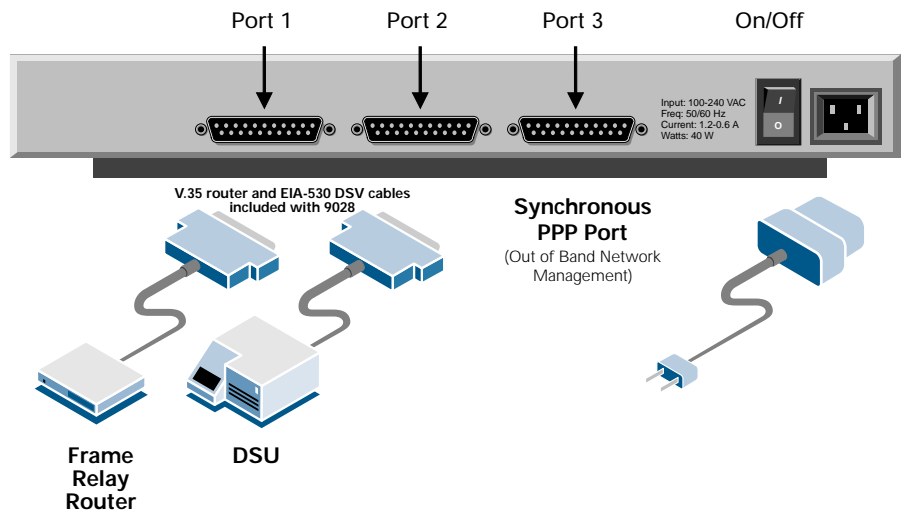 Port 1 Port 2 Port 3 On/Off
Input: 100-240 VAC
Freq: 50/60 Hz
Current: 1.2-0.6 A
Watts: 40 W
I
O
V.35 router and EIA-530 DSV cables
included with 9028
Synchronous
PPP Port
(Out of Band Network
Management)
Frame
Relay
Router
DSU